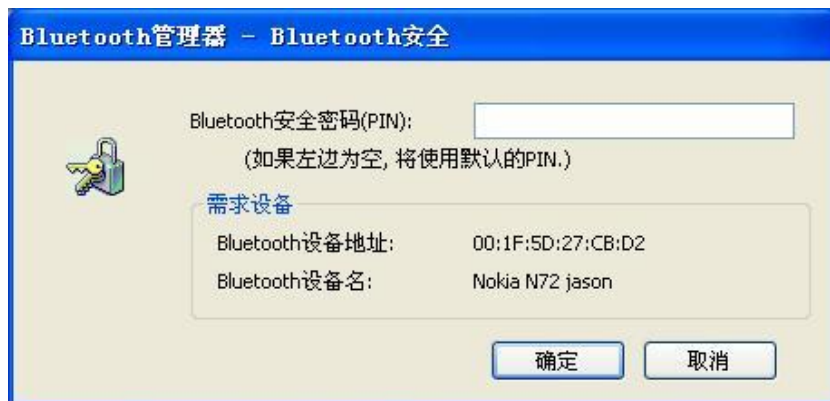 Bluetooth管理器 - Bluetooth安全
Bluetooth安全密码(PIN):
(如果左边为空, 将使用默认的PIN.)
需求设备
Bluetooth设备地址: 00:1F:5D:27:CB:D2
Bluetooth设备名: Nokia N72 jason
确定 取消